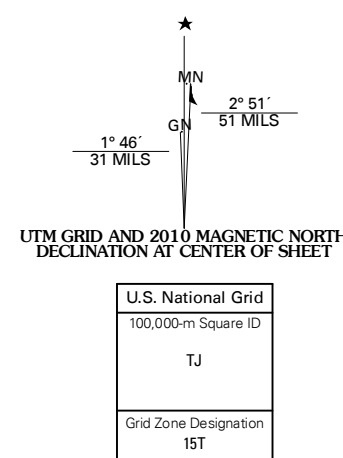 ★
MN
2° 51´
51 MILS
GN
1° 46´
31 MILS
UTM GRID AND 2010 MAGNETIC NORTH
DECLINATION AT CENTER OF SHEET
U.S. National Grid
100,000-m Square ID
TJ
Grid Zone Designation
15T